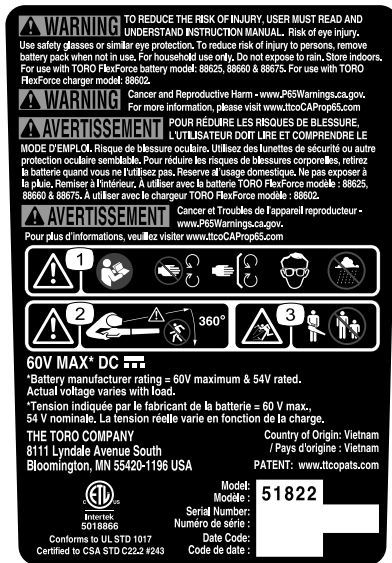 WARNING TO REDUCE THE RISK OF INJURY, USER MUST READ AND
UNDERSTAND INSTRUCTION MANUAL. Risk of eye injury.
Use safety glasses or similar eye protection. To reduce risk of injury to persons, remove
battery pack when not in use. For household use only. Do not expose to rain. Store indoors.
For use with TORO FlexForce battery model: 88625, 88660 & 88675. For use with TORO
FlexForce charger model: 88602.
WARNING Cancer and Reproductive Harm - www.P65Warnings.ca.gov.
For more information, please visit www.ttcoCAProp65.com
AVERTISSEMENT POUR RÉDUIRE LES RISQUES DE BLESSURE,
L'UTILISATEUR DOIT LIRE ET COMPRENDRE LE
MODE D'EMPLOI. Risque de blessure oculaire. Utilisez des lunettes de sécurité ou autre
protection oculaire semblable. Pour réduire les risques de blessures corporelles, retirez
la batterie quand vous ne l'utilisez pas. Reserve al'usage domestique. Ne pas exposer à
la pluie. Remiser à l'intérieur. À utiliser avec la batterie TORO FlexForce modèle : 88625,
88660 & 88675. À utiliser avec le chargeur TORO FlexForce modèle : 88602.
AVERTISSEMENT Cancer et Troubles de l'appareil reproducteur -
www.P65Warnings.ca.gov.
Pour plus d'informations, veuillez visiter www.ttcoCAProp65.com
1
2
360°
3
60V MAX* DC
*Battery manufacturer rating = 60V maximum & 54V rated.
Actual voltage varies with load.
*Tension indiquée par le fabricant de la batterie = 60 V max.,
54 V nominale. La tension réelle varie en fonction de la charge.
THE TORO COMPANY
8111 Lyndale Avenue South
Bloomington, MN 55420-1196 USA
Country of Origin: Vietnam
/ Pays d'origine : Vietnam
PATENT: www.ttcopats.com
ETL
C US
Intertek
5018866
Conforms to UL STD 1017
Certified to CSA STD C22.2 #243
Model:
Modèle : 51822
Serial Number:
Numéro de série :
Date Code:
Code de date :